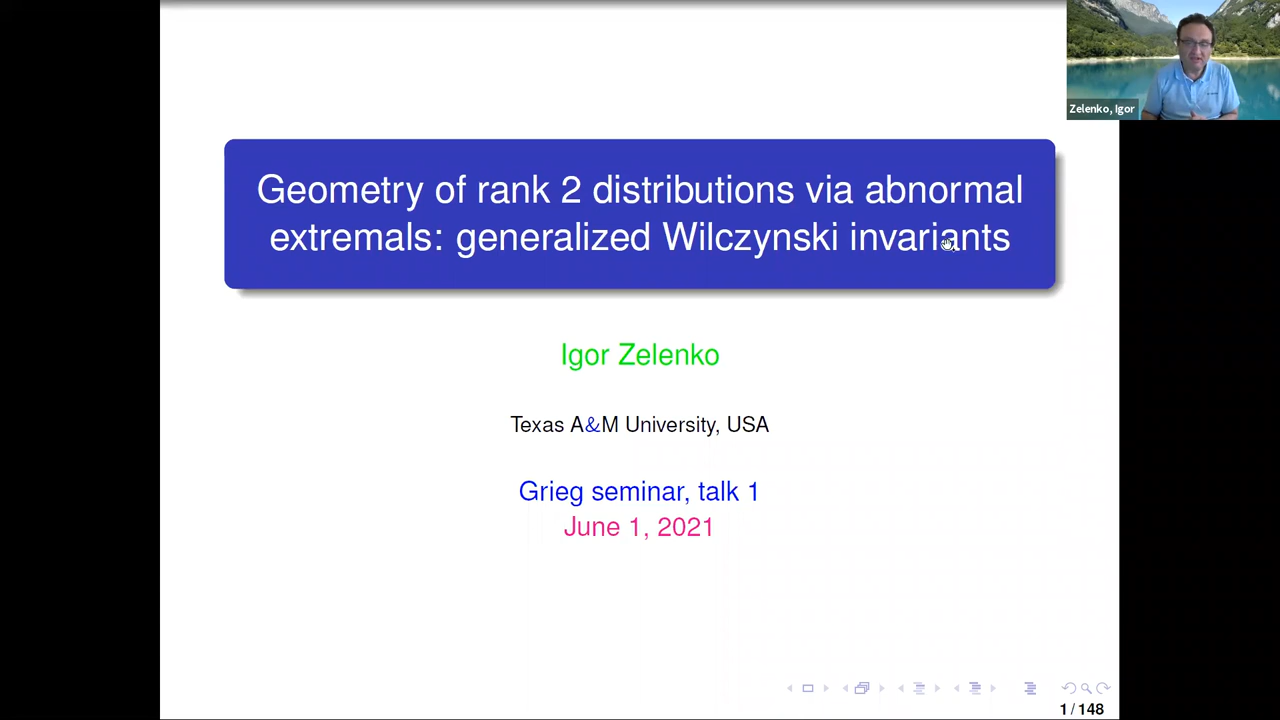 Zelenko, Igor
Geometry of rank 2 distributions via abnormal
extremals: generalized Wilczynski invariants
Igor Zelenko
Texas A&M University, USA
Grieg seminar, talk 1
June 1, 2021
1 / 148